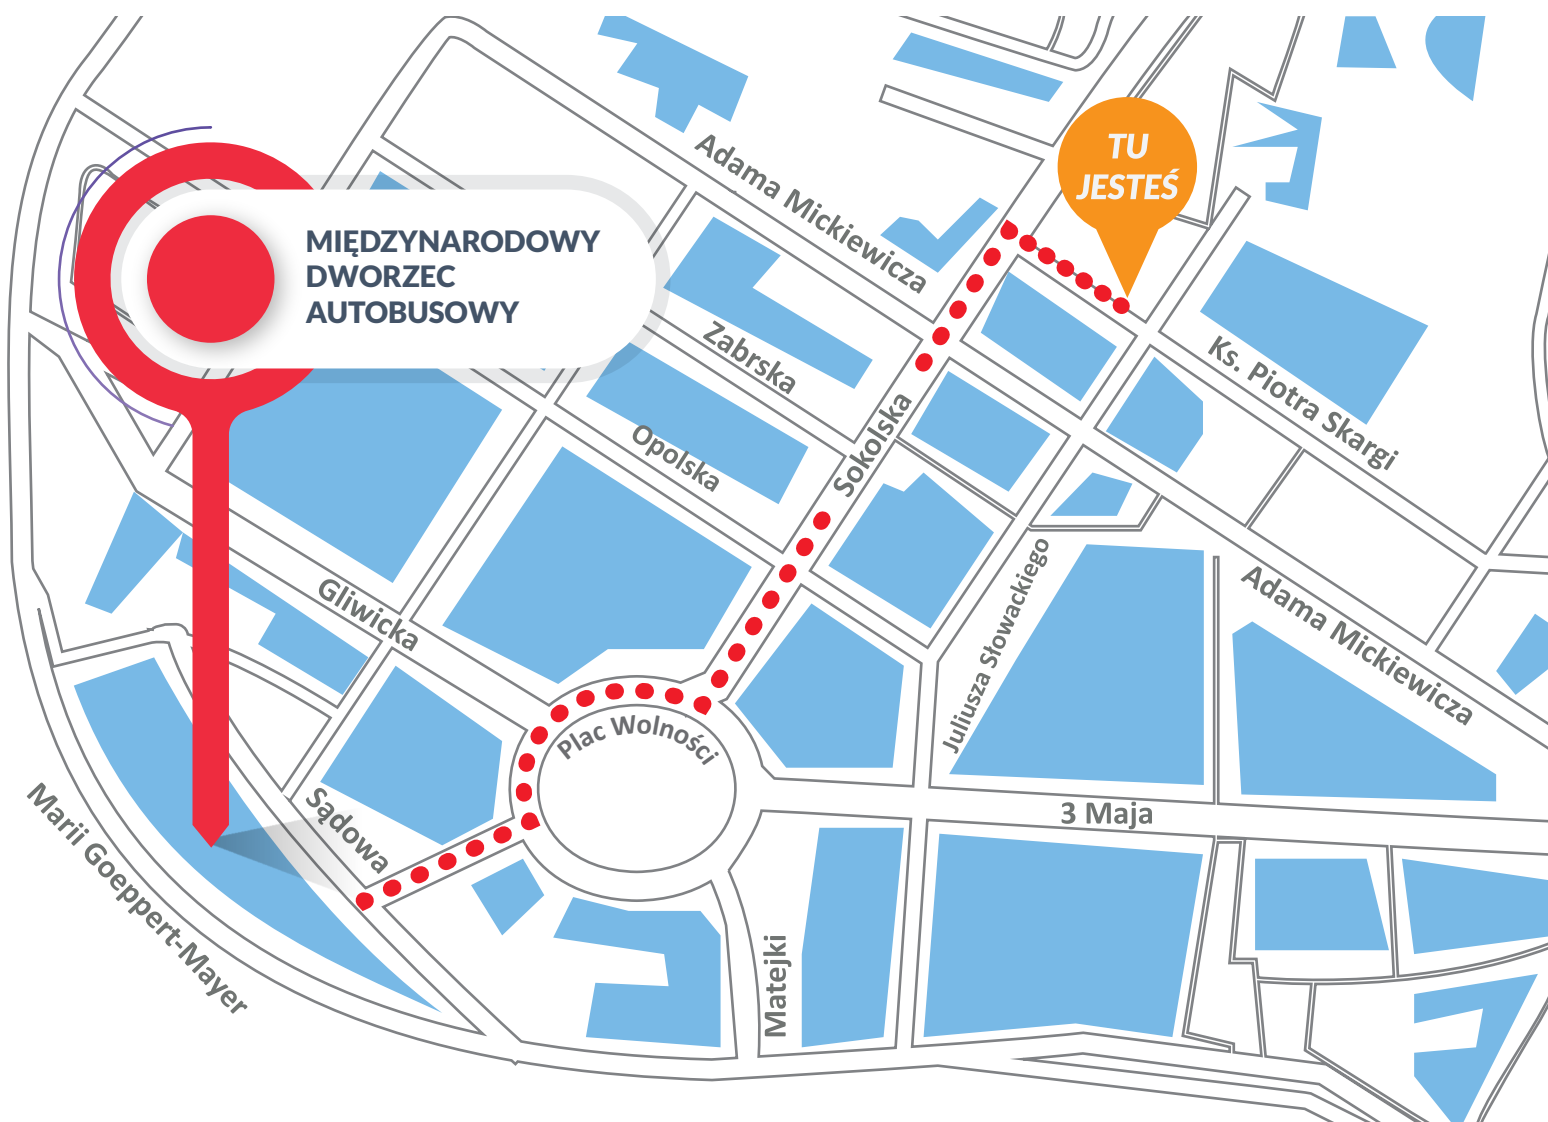 TU
JESTEŚ
Adama Mickiewicza
MIĘDZYNARODOWY
DWORZEC
AUTOBUSOWY
Zabrska
Ks. Piotra Skargi
Sokolska
Opolska
Gliwicka
Juliusza Słowackiego
Adama Mickiewicza
Plac Wolności
Sądowa
3 Maja
Marii Goeppert-Mayer
Matejki